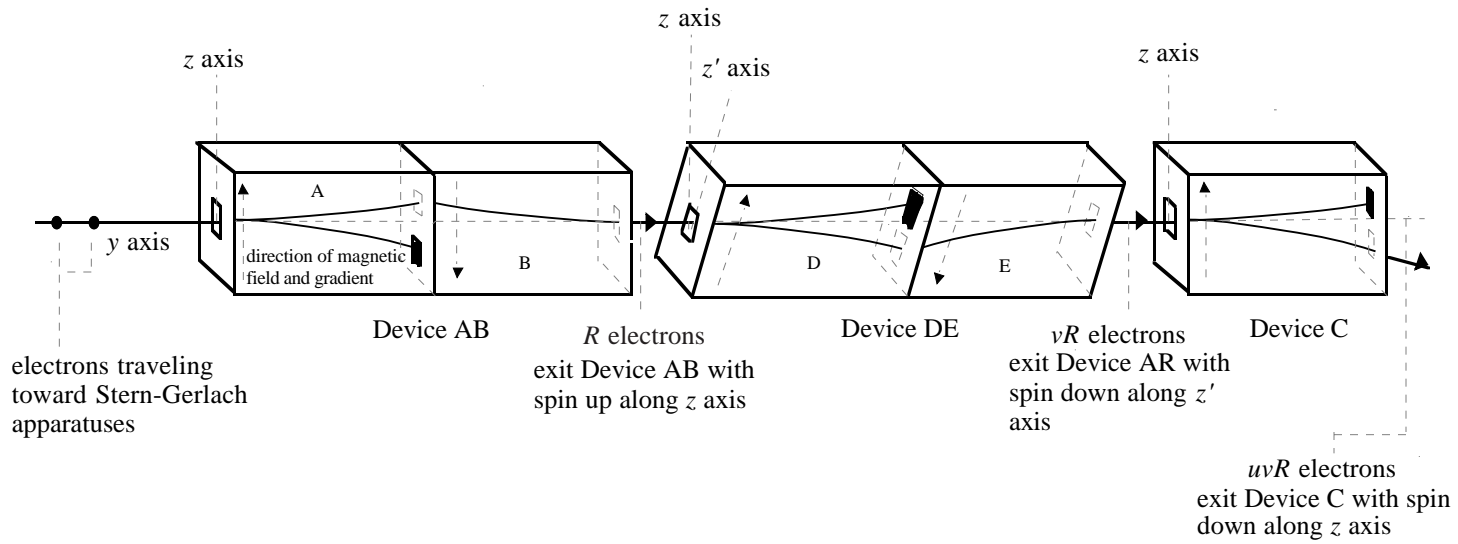 z axis
z axis
z′ axis
z axis
y axis
A
direction of magnetic
field and gradient
B
D
E
Device AB
Device DE
Device C
electrons traveling
toward Stern-Gerlach
apparatuses
R electrons
exit Device AB with
spin up along z axis
vR electrons
exit Device AR with
spin down along z′
axis
uvR electrons
exit Device C with spin
down along z axis